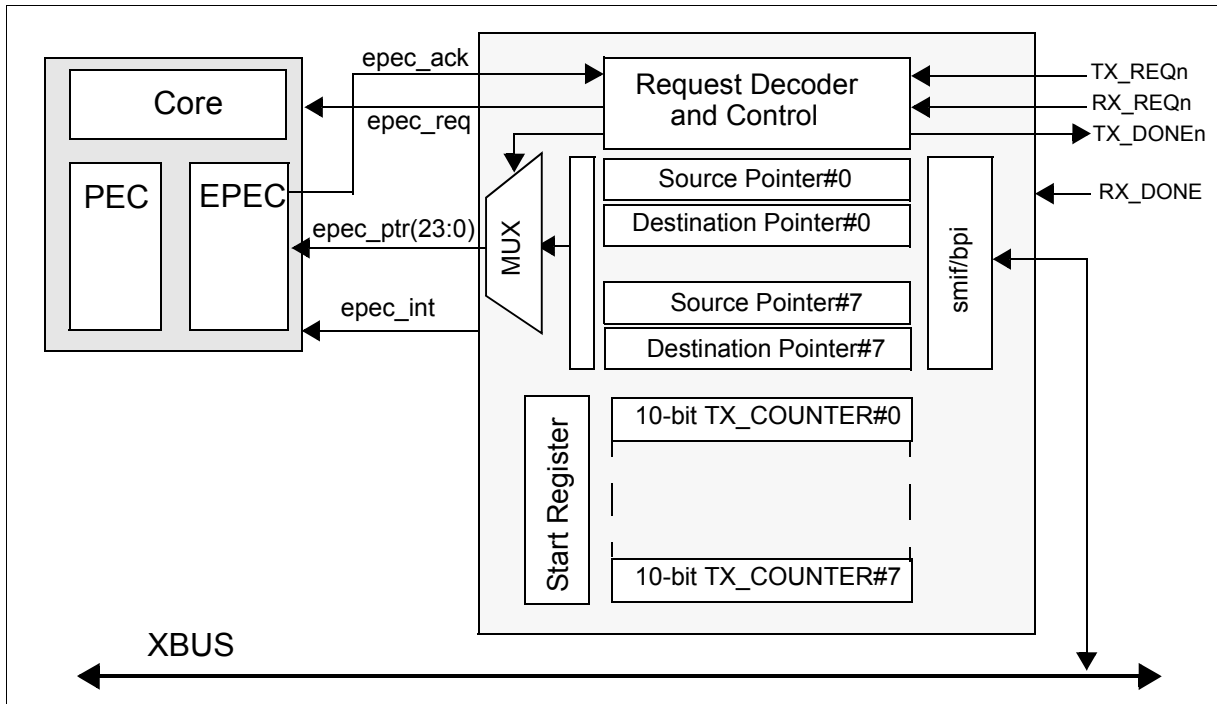 epec_ack
Core
epec_req
Request Decoder
and Control
TX_REQn
RX_REQn
TX_DONEn
PEC
EPEC
epec_ptr(23:0)
MUX
Source Pointer#0
Destination Pointer#0
smif/bpi
RX_DONE
epec_int
Source Pointer#7
Destination Pointer#7
Start Register
10-bit TX_COUNTER#0
10-bit TX_COUNTER#7
XBUS